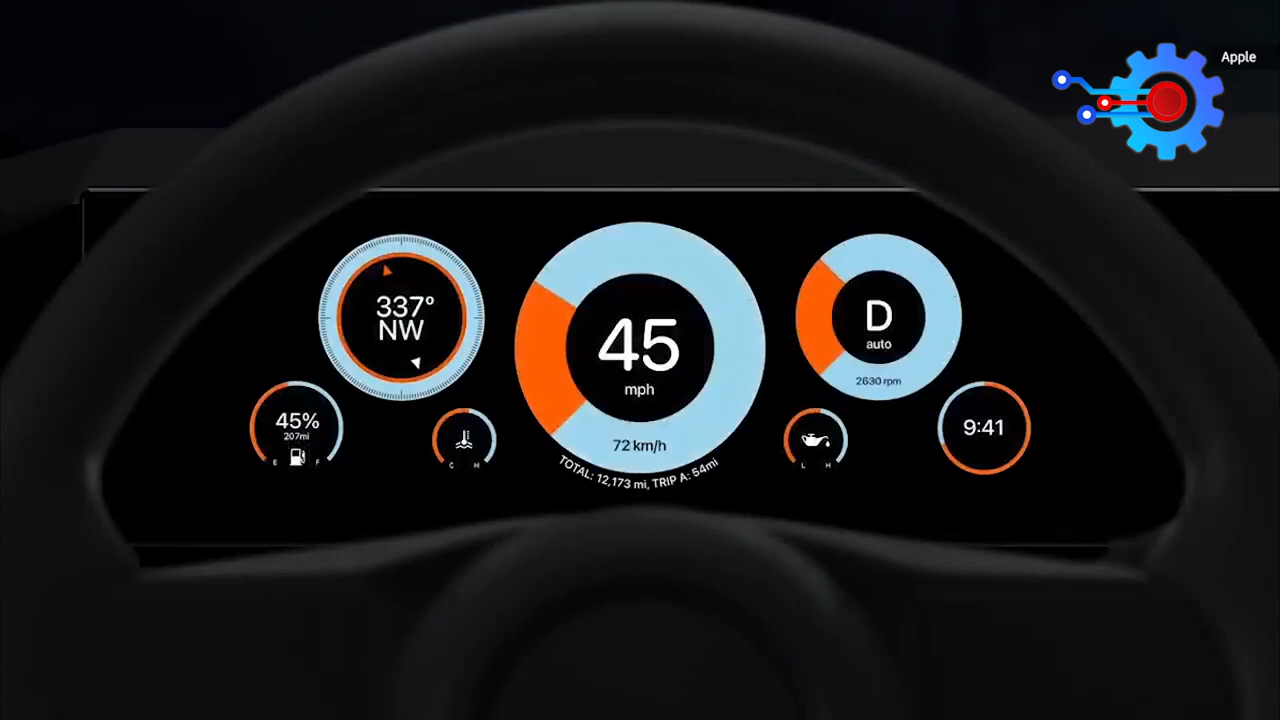 Apple
337°
NW
45
mph
72 km/h
TOTAL: 12,173 mi, TRIP A: 54mi
D
auto
2630 rpm
45%
207mi
E F
C H
L H
9:41